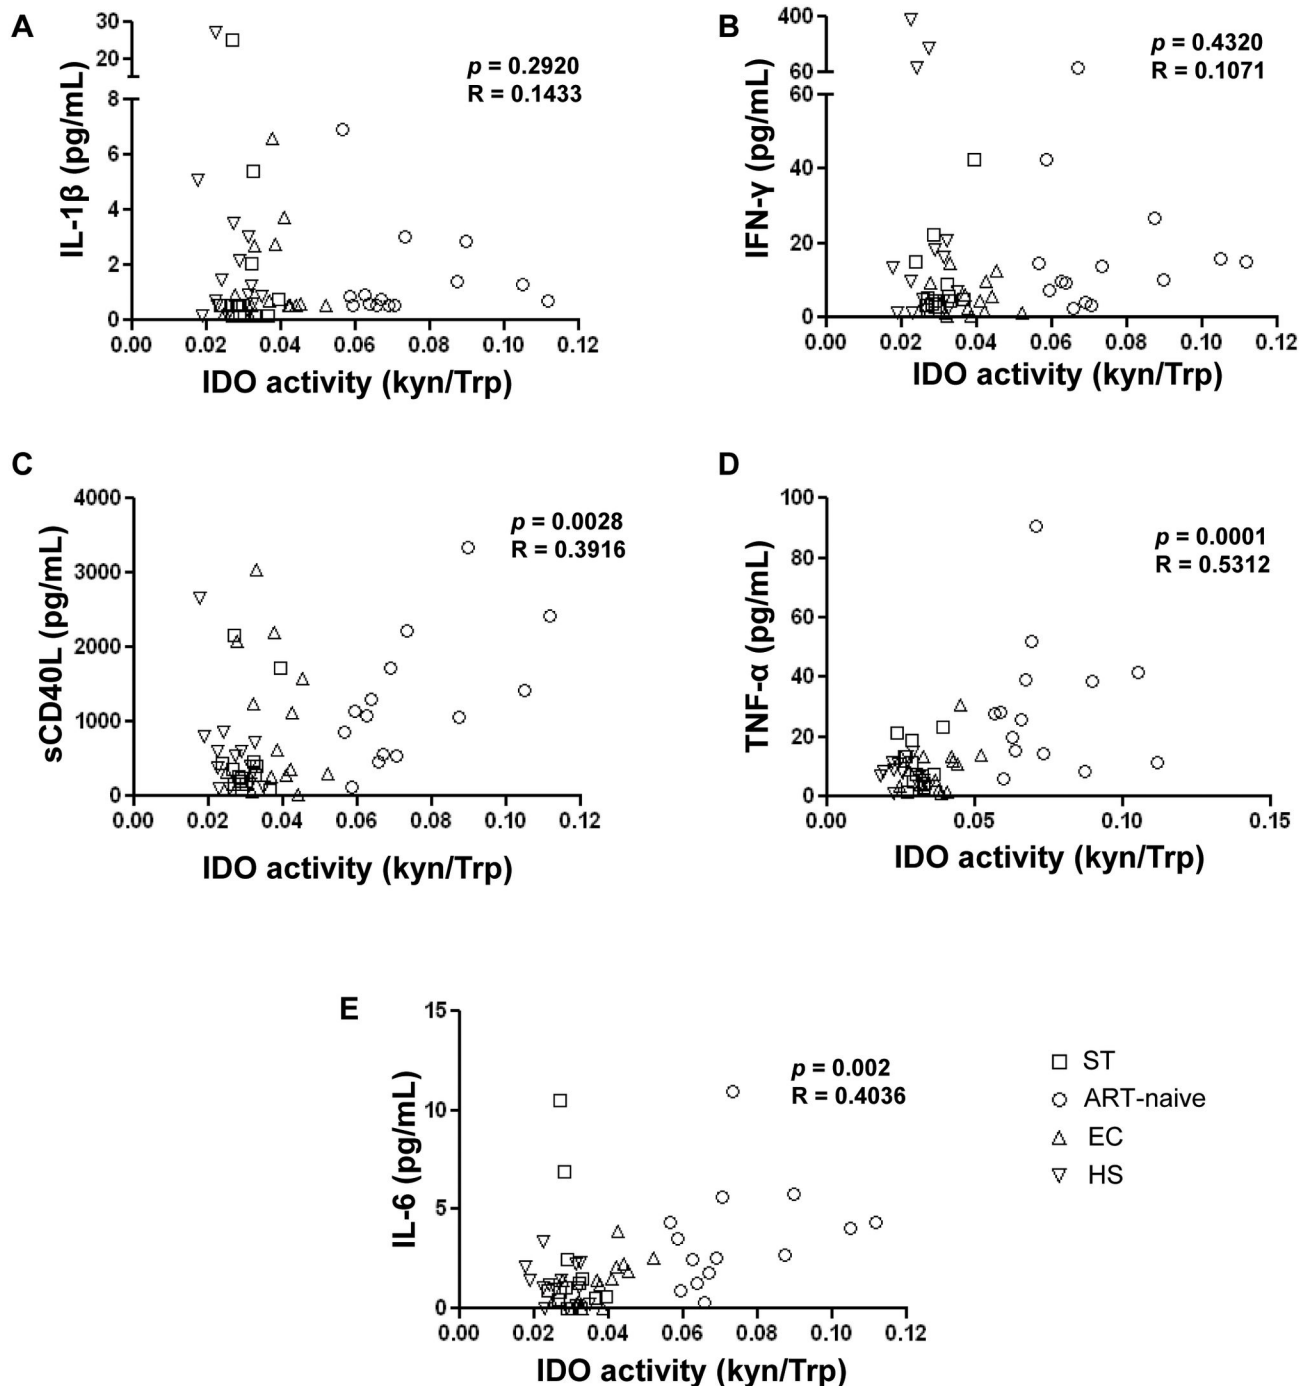 A
IL-1β (pg/mL)
30
20
8
6
4
2
0
p = 0.2920
R = 0.1433
0.00 0.02 0.04 0.06 0.08 0.10 0.12
IDO activity (kyn/Trp)
B
IFN-γ (pg/mL)
400
60
60
40
20
0
p = 0.4320
R = 0.1071
0.00 0.02 0.04 0.06 0.08 0.10 0.12
IDO activity (kyn/Trp)
C
sCD40L (pg/mL)
4000
3000
2000
1000
0
p = 0.0028
R = 0.3916
0.00 0.02 0.04 0.06 0.08 0.10 0.12
IDO activity (kyn/Trp)
D
TNF-α (pg/mL)
100
80
60
40
20
0
p = 0.0001
R = 0.5312
0.00 0.05 0.10 0.15
IDO activity (kyn/Trp)
E
IL-6 (pg/mL)
15
10
5
0
p = 0.002
R = 0.4036
0.00 0.02 0.04 0.06 0.08 0.10 0.12
IDO activity (kyn/Trp)
ST
ART-naive
EC
HS